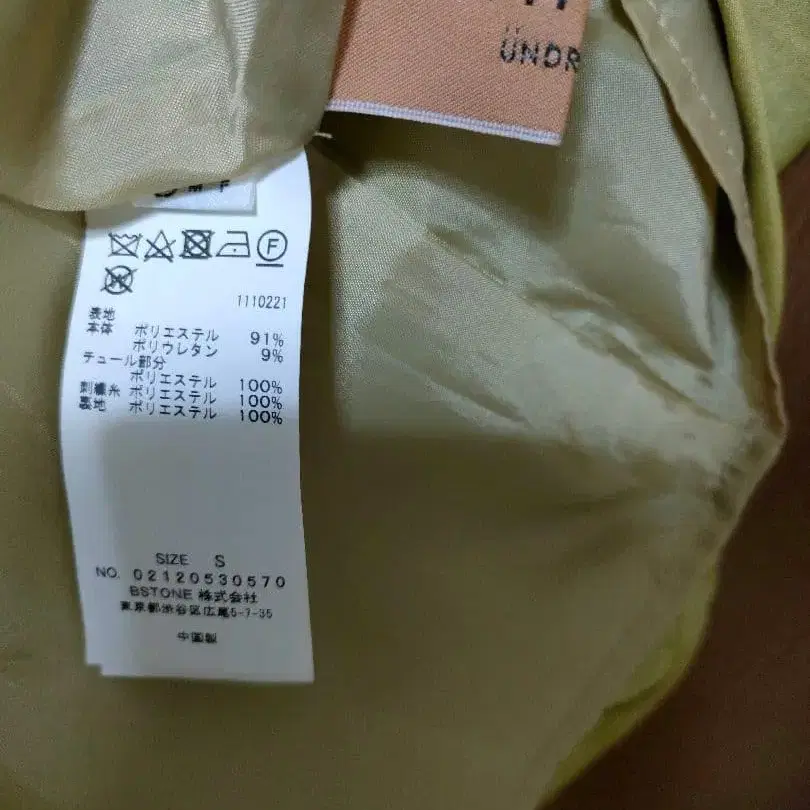 ÜNDR
M F
F
1110221
表地
本体 ポリエステル 91%
ポリウレタン 9%
テュール部分
ポリエステル 100%
刺繍糸 ポリエステル 100%
裏地 ポリエステル 100%
SIZE S
NO. 02120530570
BSTONE 株式会社
東京都渋谷区広尾5-7-35
中国製